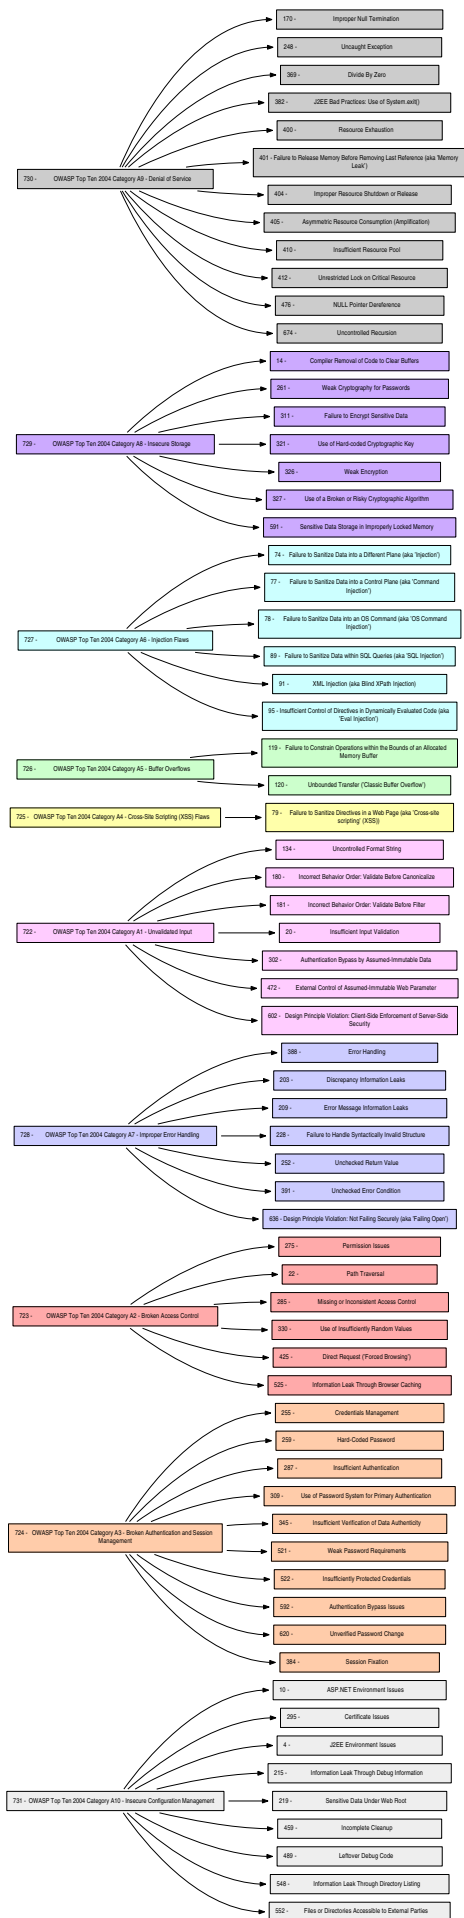 170 - Improper Null Termination
248 - Uncaught Exception
369 - Divide By Zero
382 - J2EE Bad Practices: Use of System.exit()
400 - Resource Exhaustion
401 - Failure to Release Memory Before Removing Last Reference (aka 'Memory
Leak')
730 - OWASP Top Ten 2004 Category A9 - Denial of Service
404 - Improper Resource Shutdown or Release
405 - Asymmetric Resource Consumption (Amplification)
410 - Insufficient Resource Pool
412 - Unrestricted Lock on Critical Resource
476 - NULL Pointer Dereference
674 - Uncontrolled Recursion
14 - Compiler Removal of Code to Clear Buffers
261 - Weak Cryptography for Passwords
311 - Failure to Encrypt Sensitive Data
729 - OWASP Top Ten 2004 Category A8 - Insecure Storage
321 - Use of Hard-coded Cryptographic Key
326 - Weak Encryption
327 - Use of a Broken or Risky Cryptographic Algorithm
591 - Sensitive Data Storage in Improperly Locked Memory
74 - Failure to Sanitize Data into a Different Plane (aka 'Injection')
77 - Failure to Sanitize Data into a Control Plane (aka 'Command
Injection')
78 - Failure to Sanitize Data into an OS Command (aka 'OS Command
Injection')
727 - OWASP Top Ten 2004 Category A6 - Injection Flaws
89 - Failure to Sanitize Data within SQL Queries (aka 'SQL Injection')
91 - XML Injection (aka Blind XPath Injection)
95 - Insufficient Control of Directives in Dynamically Evaluated Code (aka
'Eval Injection')
119 - Failure to Constrain Operations within the Bounds of an Allocated
Memory Buffer
726 - OWASP Top Ten 2004 Category A5 - Buffer Overflows
120 - Unbounded Transfer ('Classic Buffer Overflow')
725 - OWASP Top Ten 2004 Category A4 - Cross-Site Scripting (XSS) Flaws
79 - Failure to Sanitize Directives in a Web Page (aka 'Cross-site
scripting' (XSS))
134 - Uncontrolled Format String
180 - Incorrect Behavior Order: Validate Before Canonicalize
181 - Incorrect Behavior Order: Validate Before Filter
722 - OWASP Top Ten 2004 Category A1 - Unvalidated Input
20 - Insufficient Input Validation
302 - Authentication Bypass by Assumed-Immutable Data
472 - External Control of Assumed-Immutable Web Parameter
602 - Design Principle Violation: Client-Side Enforcement of Server-Side
Security
388 - Error Handling
203 - Discrepancy Information Leaks
209 - Error Message Information Leaks
728 - OWASP Top Ten 2004 Category A7 - Improper Error Handling
228 - Failure to Handle Syntactically Invalid Structure
252 - Unchecked Return Value
391 - Unchecked Error Condition
636 - Design Principle Violation: Not Failing Securely (aka 'Failing Open')
275 - Permission Issues
22 - Path Traversal
285 - Missing or Inconsistent Access Control
723 - OWASP Top Ten 2004 Category A2 - Broken Access Control
330 - Use of Insufficiently Random Values
425 - Direct Request ('Forced Browsing')
525 - Information Leak Through Browser Caching
255 - Credentials Management
259 - Hard-Coded Password
287 - Insufficient Authentication
309 - Use of Password System for Primary Authentication
345 - Insufficient Verification of Data Authenticity
724 - OWASP Top Ten 2004 Category A3 - Broken Authentication and Session
Management
521 - Weak Password Requirements
522 - Insufficiently Protected Credentials
592 - Authentication Bypass Issues
620 - Unverified Password Change
384 - Session Fixation
10 - ASP.NET Environment Issues
295 - Certificate Issues
4 - J2EE Environment Issues
215 - Information Leak Through Debug Information
731 - OWASP Top Ten 2004 Category A10 - Insecure Configuration Management
219 - Sensitive Data Under Web Root
459 - Incomplete Cleanup
489 - Leftover Debug Code
548 - Information Leak Through Directory Listing
552 - Files or Directories Accessible to External Parties